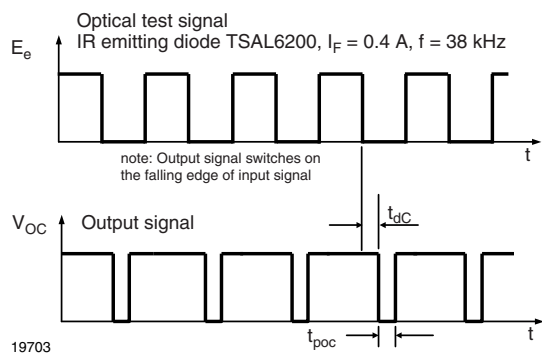 Optical test signal
IR emitting diode TSAL6200, I_F = 0.4 A, f = 38 kHz
E_e
t
note: Output signal switches on
the falling edge of input signal
t_dC
V_OC
Output signal
t
t_poc
19703